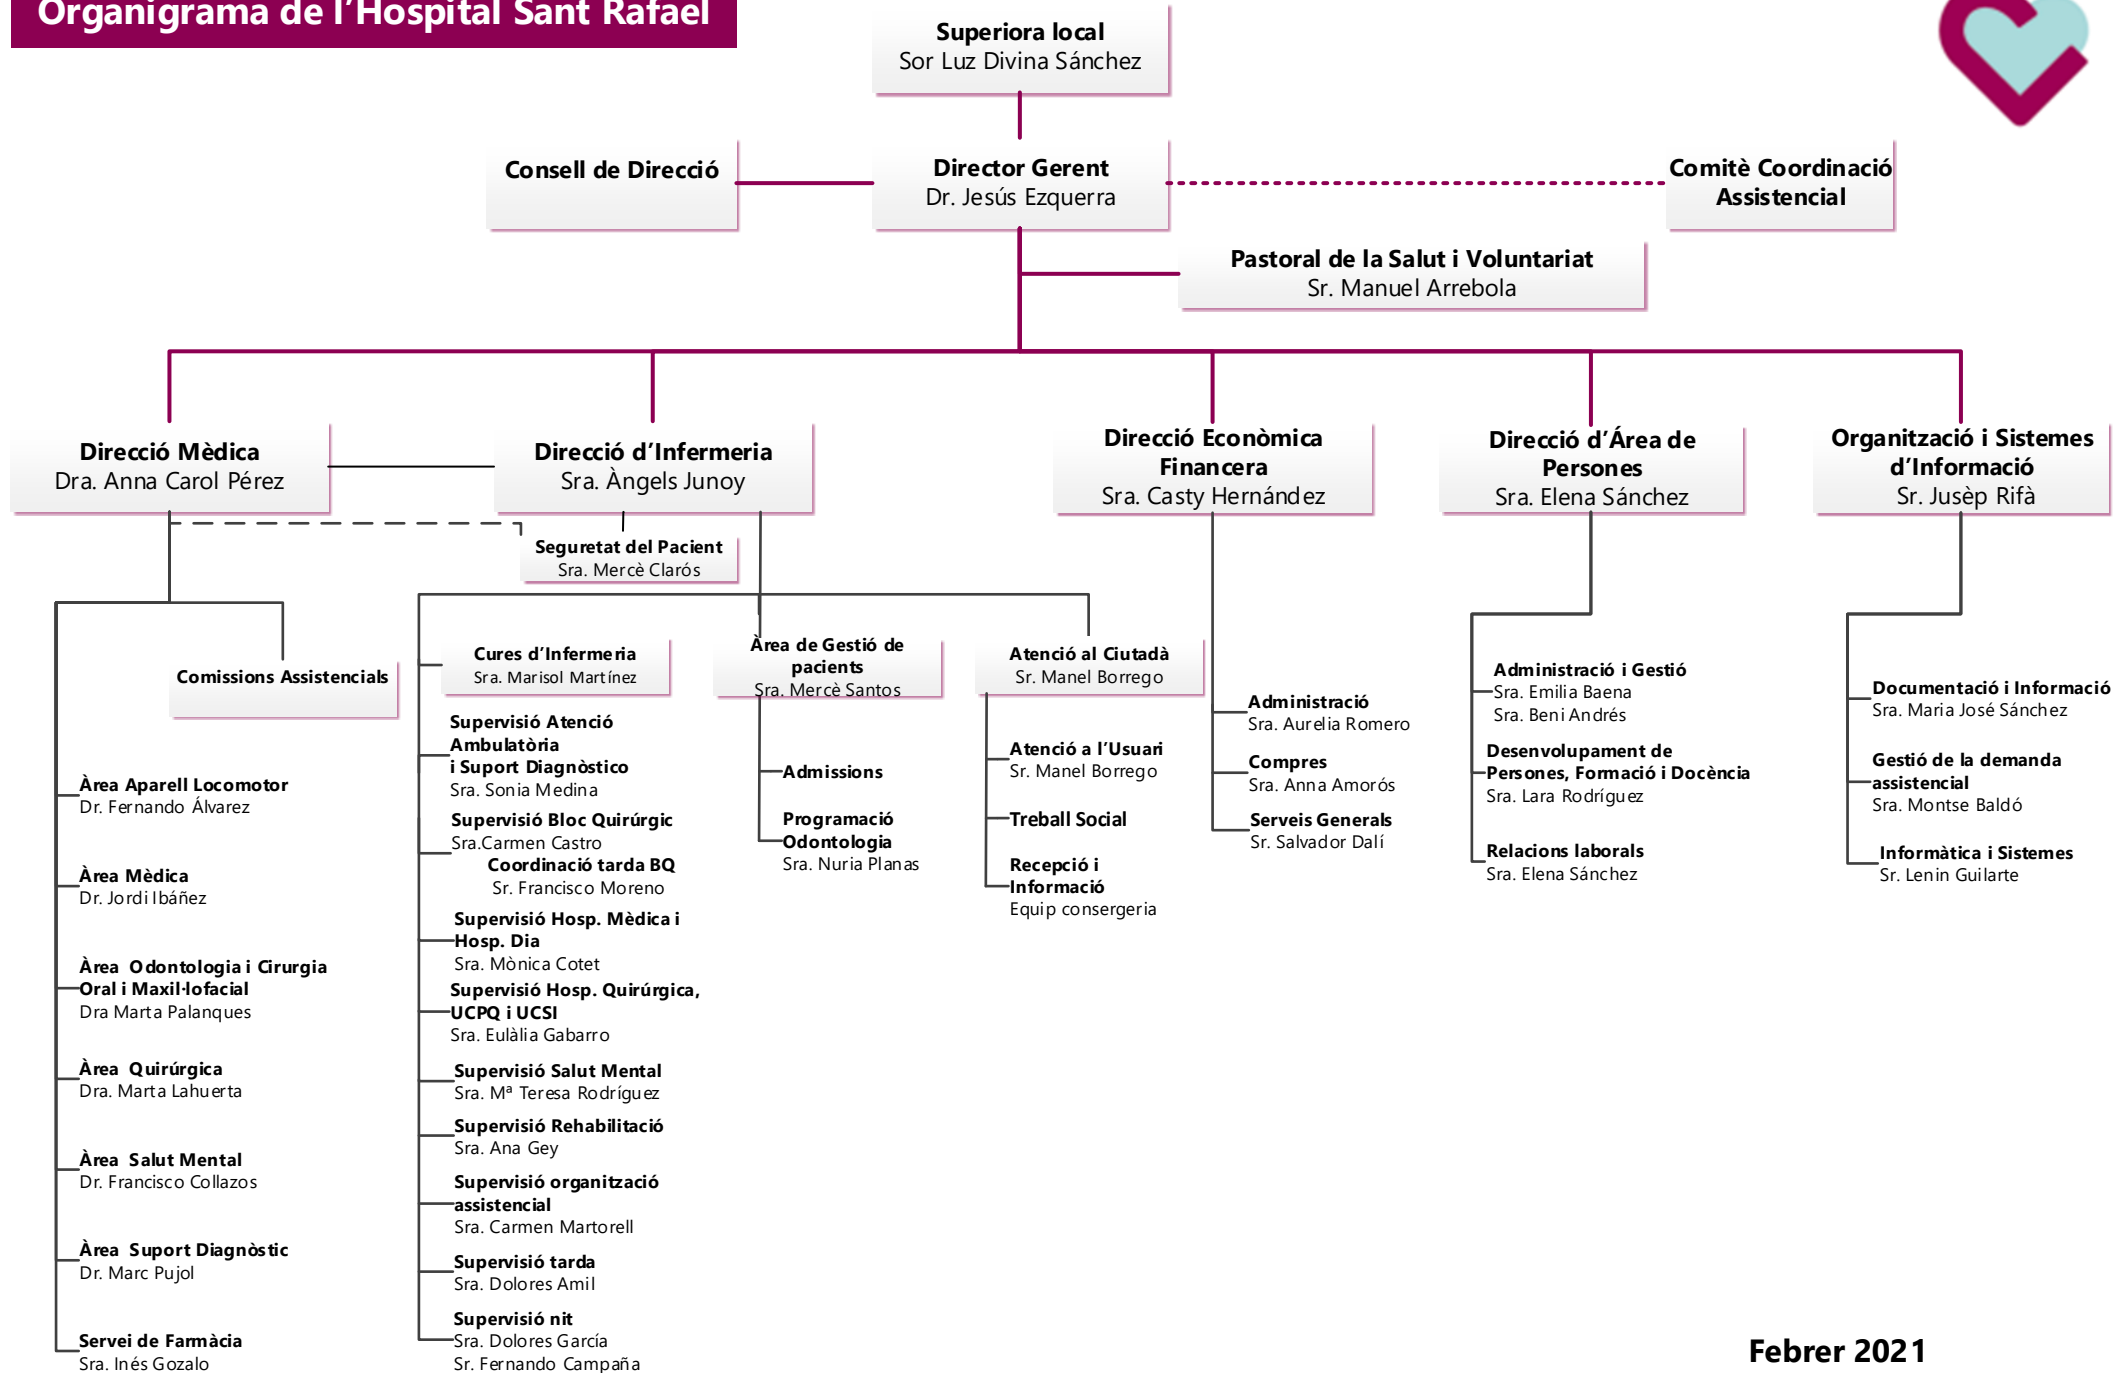 Organigrama de l’Hospital Sant Rafael
Superiora local
Sor Luz Divina Sánchez
Consell de Direcció
Director Gerent
Dr. Jesús Ezquerra
Comitè Coordinació
Assistencial
Pastoral de la Salut i Voluntariat
Sr. Manuel Arrebola
Direcció Mèdica
Dra. Anna Carol Pérez
Direcció d’Infermeria
Sra. Àngels Junoy
Direcció Econòmica
Financera
Sra. Casty Hernández
Direcció d’Área de
Persones
Sra. Elena Sánchez
Organització i Sistemes
d’Informació
Sr. Jusèp Rifà
Seguretat del Pacient
Sra. Mercè Clarós
Comissions Assistencials
Àrea Aparell Locomotor
Dr. Fernando Álvarez
Àrea Mèdica
Dr. Jordi Ibáñez
Àrea Odontologia i Cirurgia
Oral i Maxil·lofacial
Dra Marta Palanques
Àrea Quirúrgica
Dra. Marta Lahuerta
Àrea Salut Mental
Dr. Francisco Collazos
Àrea Suport Diagnòstic
Dr. Marc Pujol
Servei de Farmàcia
Sra. Inés Gozalo
Cures d’Infermeria
Sra. Marisol Martínez
Supervisió Atenció
Ambulatòria
i Suport Diagnòstico
Sra. Sonia Medina
Supervisió Bloc Quirúrgic
Sra.Carmen Castro
Coordinació tarda BQ
Sr. Francisco Moreno
Supervisió Hosp. Mèdica i
Hosp. Dia
Sra. Mònica Cotet
Supervisió Hosp. Quirúrgica,
UCPQ i UCSI
Sra. Eulàlia Gabarro
Supervisió Salut Mental
Sra. Mª Teresa Rodríguez
Supervisió Rehabilitació
Sra. Ana Gey
Supervisió organització
assistencial
Sra. Carmen Martorell
Supervisió tarda
Sra. Dolores Amil
Supervisió nit
Sra. Dolores García
Sr. Fernando Campaña
Àrea de Gestió de
pacients
Sra. Mercè Santos
Admissions
Programació
Odontologia
Sra. Nuria Planas
Atenció al Ciutadà
Sr. Manel Borrego
Atenció a l’Usuari
Sr. Manel Borrego
Treball Social
Recepció i
Informació
Equip consergeria
Administració
Sra. Aurelia Romero
Compres
Sra. Anna Amorós
Serveis Generals
Sr. Salvador Dalí
Administració i Gestió
Sra. Emilia Baena
Sra. Beni Andrés
Desenvolupament de
Persones, Formació i Docència
Sra. Lara Rodríguez
Relacions laborals
Sra. Elena Sánchez
Documentació i Informació
Sra. Maria José Sánchez
Gestió de la demanda
assistencial
Sra. Montse Baldó
Informàtica i Sistemes
Sr. Lenin Guilarte
Febrer 2021